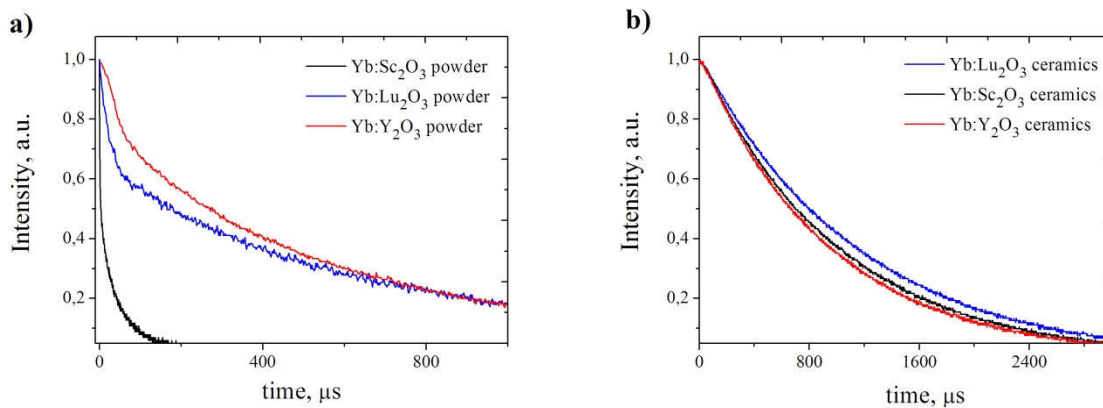 a)
Yb:Sc₂O₃ powder
Yb:Lu₂O₃ powder
Yb:Y₂O₃ powder
Intensity, a.u.
1,0
0,8
0,6
0,4
0,2
0 400 800
time, μs
b)
Yb:Lu₂O₃ ceramics
Yb:Sc₂O₃ ceramics
Yb:Y₂O₃ ceramics
Intensity, a.u.
1,0
0,8
0,6
0,4
0,2
0 800 1600 2400
time, μs